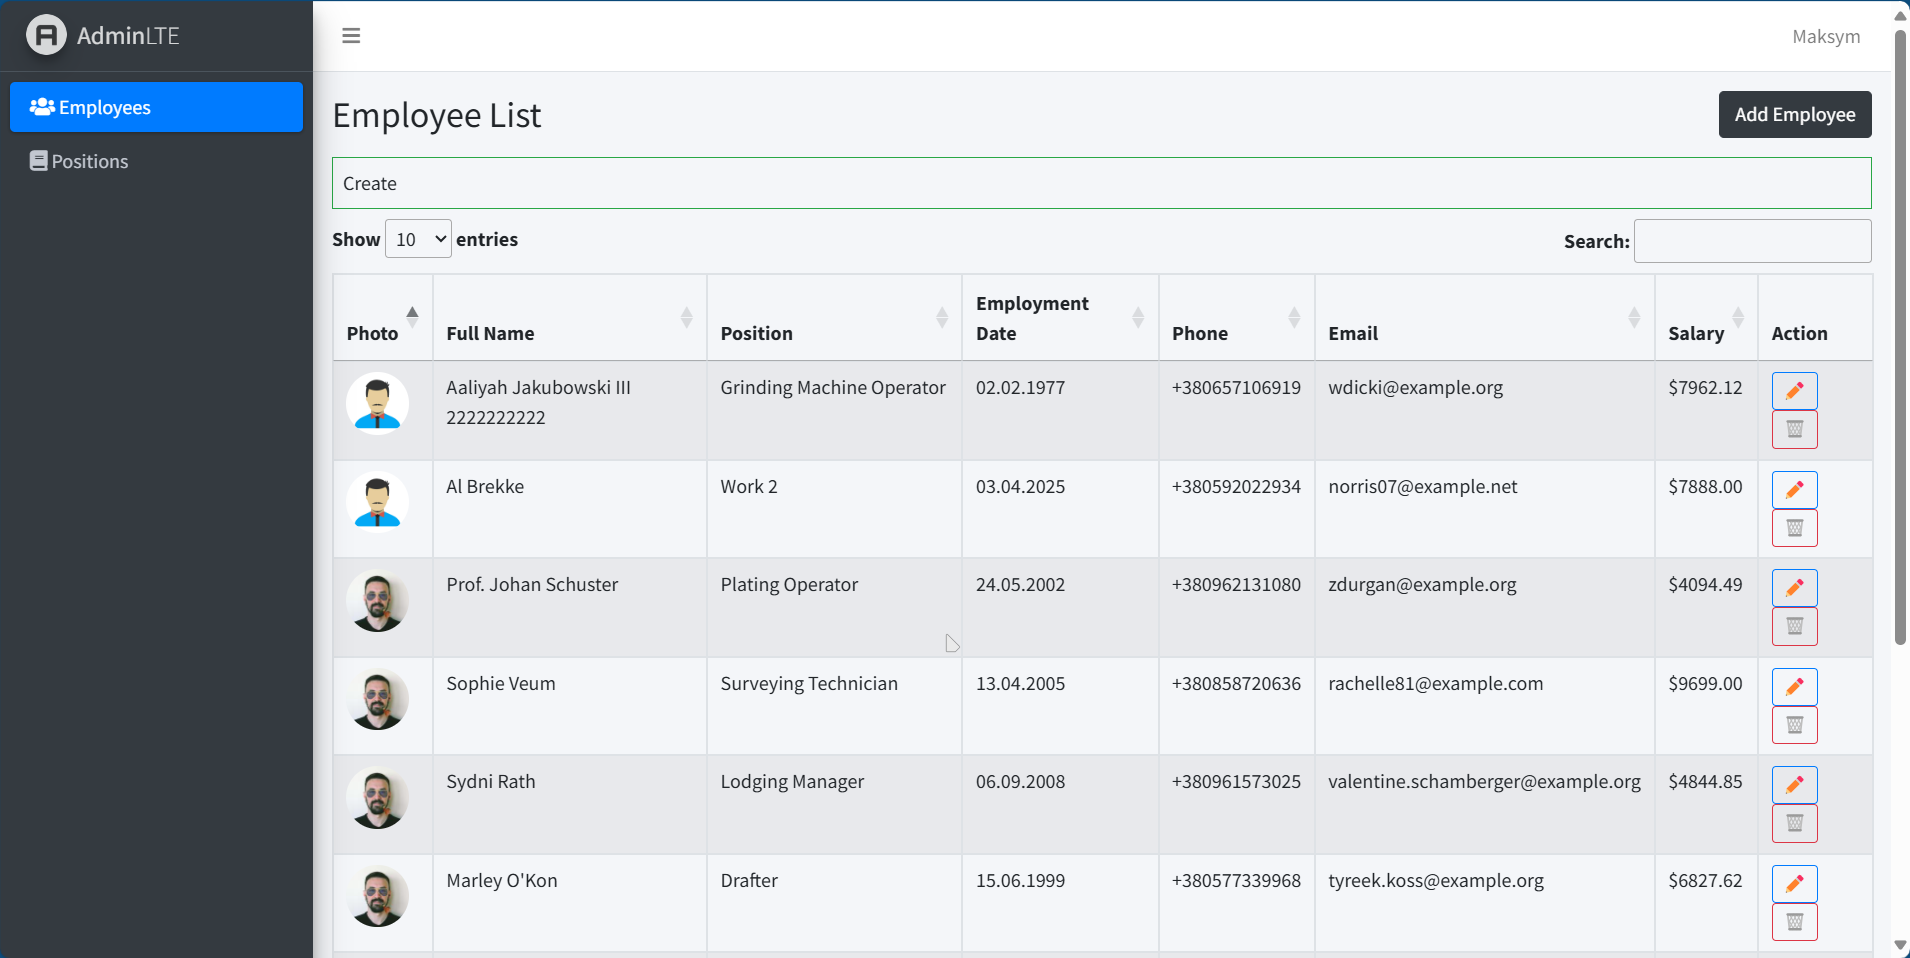 AdminLTE
Maksym
Employees
Positions
Employee List
Add Employee
Create
Show 10 entries
Search:
Photo Full Name Position Employment Date Phone Email Salary Action
Aaliyah Jakubowski III 2222222222 Grinding Machine Operator 02.02.1977 +380657106919 wdicki@example.org $7962.12
Al Brekke Work 2 03.04.2025 +380592022934 norris07@example.net $7888.00
Prof. Johan Schuster Plating Operator 24.05.2002 +380962131080 zdurgan@example.org $4094.49
Sophie Veum Surveying Technician 13.04.2005 +380858720636 rachelle81@example.com $9699.00
Sydni Rath Lodging Manager 06.09.2008 +380961573025 valentine.schamberger@example.org $4844.85
Marley O'Kon Drafter 15.06.1999 +380577339968 tyreek.koss@example.org $6827.62